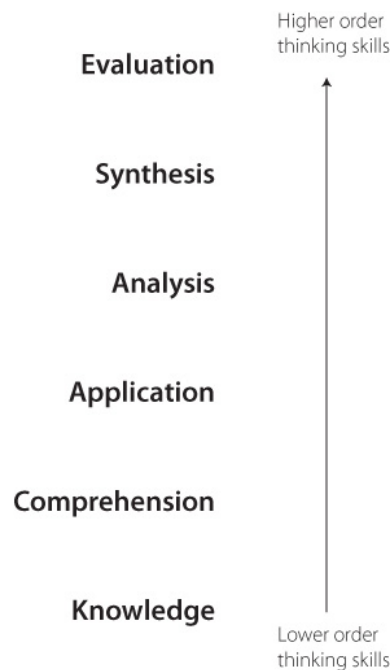 Higher order
thinking skills
Evaluation
Synthesis
Analysis
Application
Comprehension
Knowledge
Lower order
thinking skills